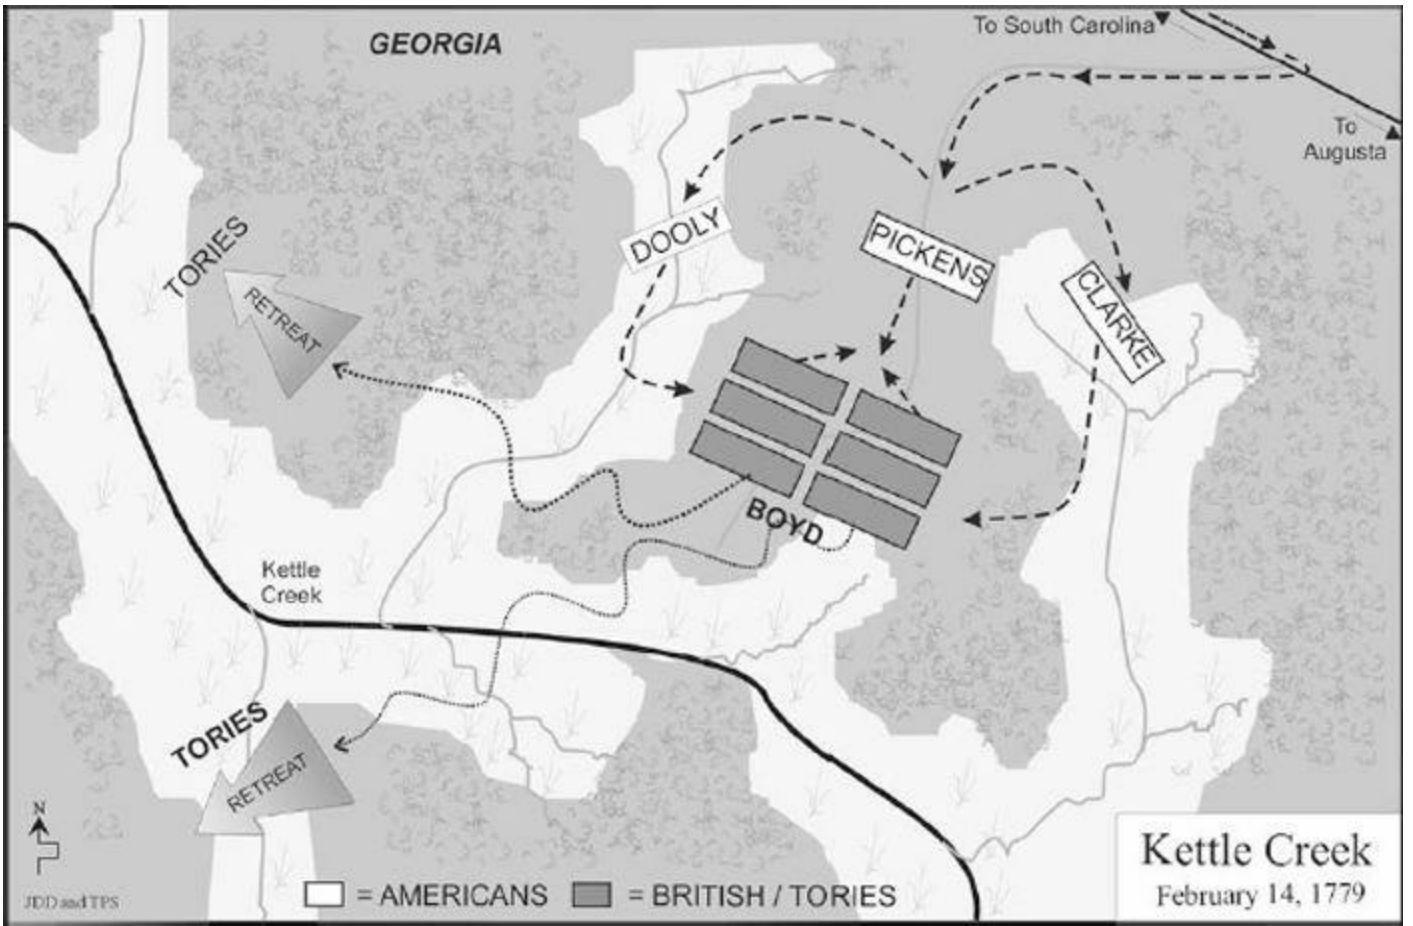 GEORGIA
To South Carolina
To
Augusta
TORIES
RETREAT
DOOLY
PICKENS
CLARKE
BOYD
Kettle
Creek
TORIES
RETREAT
N
JDD and TPS
= AMERICANS
= BRITISH / TORIES
Kettle Creek
February 14, 1779